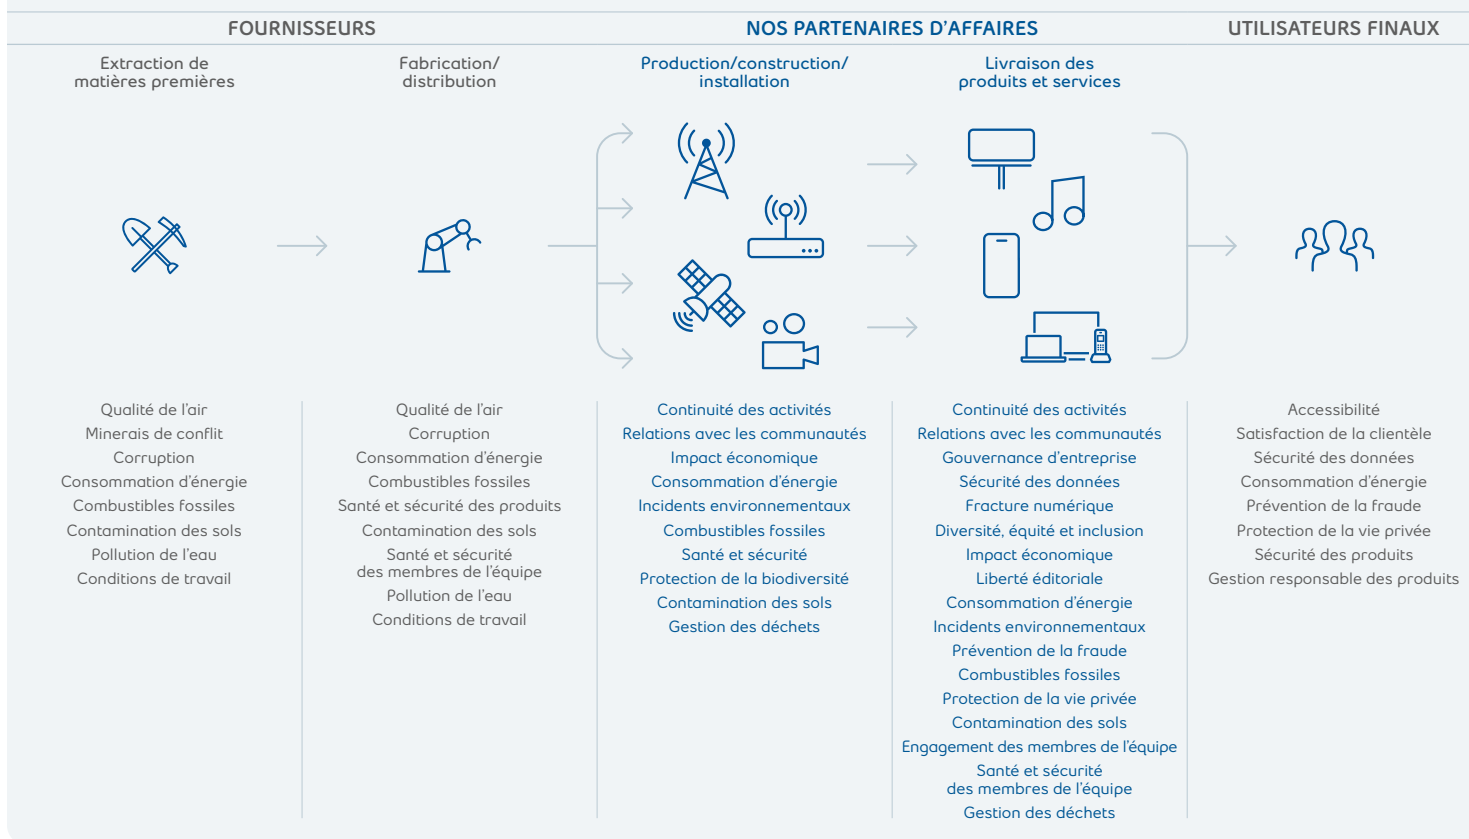 FOURNISSEURS
NOS PARTENAIRES D’AFFAIRES
UTILISATEURS FINAUX
Extraction de
matières premières
Fabrication/
distribution
Production/construction/
installation
Livraison des
produits et services
Qualité de l’air
Minerais de conflit
Corruption
Consommation d’énergie
Combustibles fossiles
Contamination des sols
Pollution de l’eau
Conditions de travail
Qualité de l’air
Corruption
Consommation d’énergie
Combustibles fossiles
Santé et sécurité des produits
Contamination des sols
Santé et sécurité
des membres de l’équipe
Pollution de l’eau
Conditions de travail
Continuité des activités
Relations avec les communautés
Impact économique
Consommation d’énergie
Incidents environnementaux
Combustibles fossiles
Santé et sécurité
Protection de la biodiversité
Contamination des sols
Gestion des déchets
Continuité des activités
Relations avec les communautés
Gouvernance d’entreprise
Sécurité des données
Fracture numérique
Diversité, équité et inclusion
Impact économique
Liberté éditoriale
Consommation d’énergie
Incidents environnementaux
Prévention de la fraude
Combustibles fossiles
Protection de la vie privée
Contamination des sols
Engagement des membres de l’équipe
Santé et sécurité
des membres de l’équipe
Gestion des déchets
Accessibilité
Satisfaction de la clientèle
Sécurité des données
Consommation d’énergie
Prévention de la fraude
Protection de la vie privée
Sécurité des produits
Gestion responsable des produits